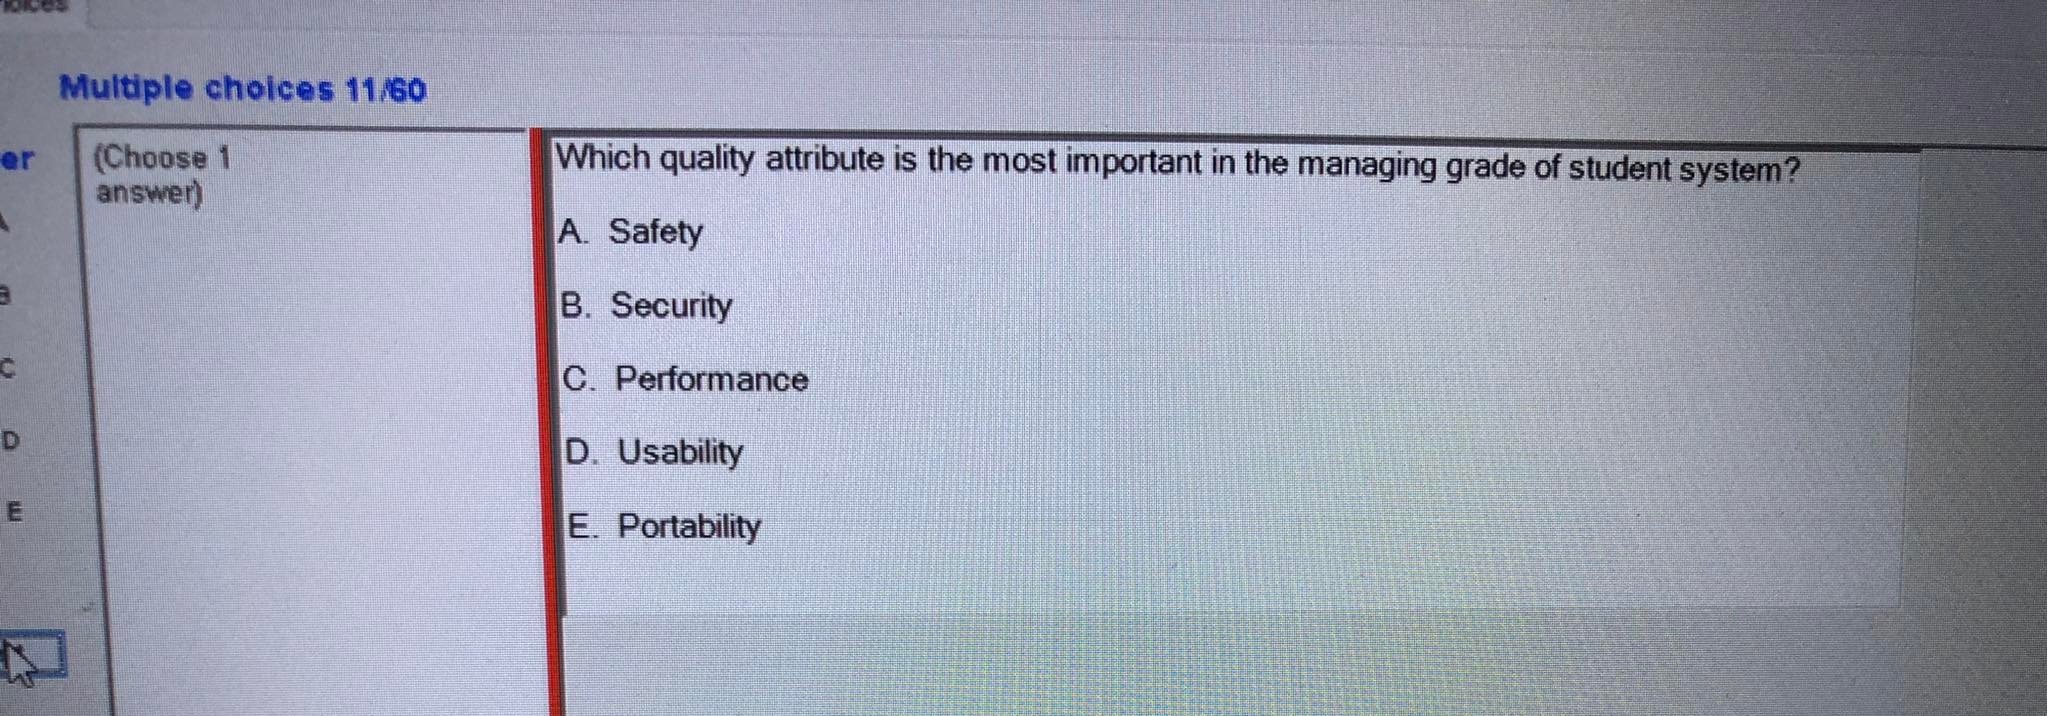 Multiple choices 11/60
er
(Choose 1
answer)
Which quality attribute is the most important in the managing grade of student system?
A. Safety
B. Security
C. Performance
D. Usability
E. Portability
C
D
E